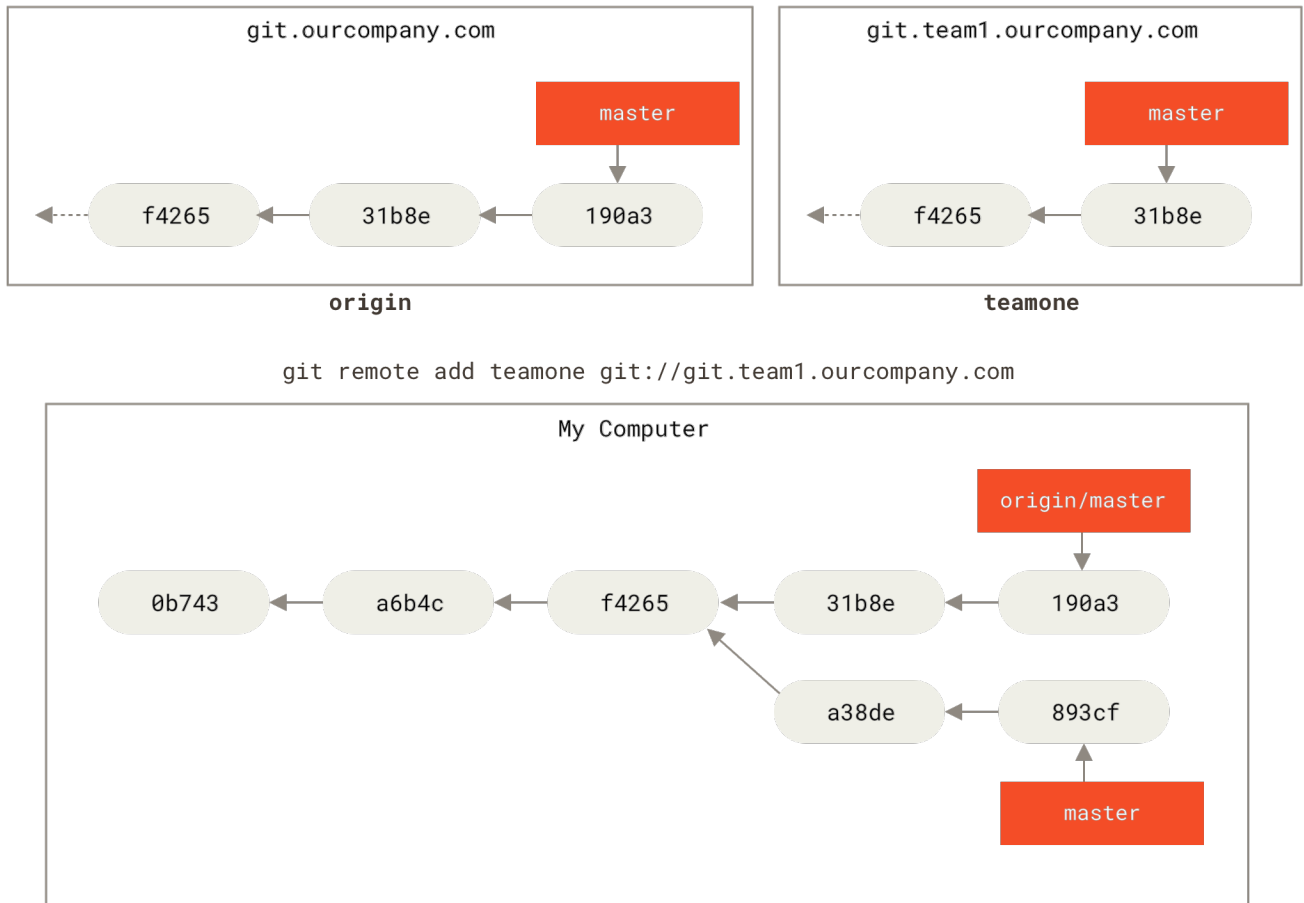 git.ourcompany.com
master
f4265
31b8e
190a3
origin
git.team1.ourcompany.com
master
f4265
31b8e
teamone
git remote add teamone git://git.team1.ourcompany.com
My Computer
origin/master
0b743
a6b4c
f4265
31b8e
190a3
a38de
893cf
master